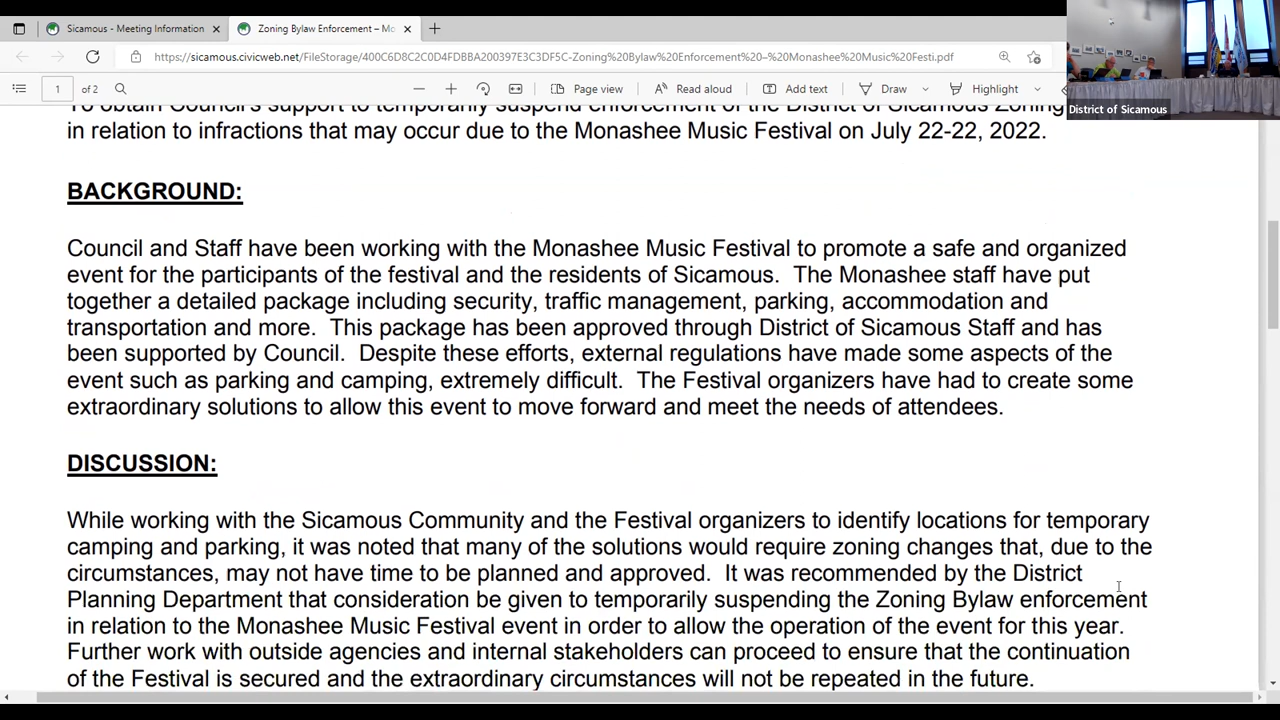 Sicamous - Meeting Information
Zoning Bylaw Enforcement – Mo
https://sicamous.civicweb.net/FileStorage/400C6D8C2C0D4FDBBA200397E3C3DF5C-Zoning%20Bylaw%20Enforcement%20–%20Monashee%20Music%20Festi.pdf
1 of 2
Page view
Read aloud
Add text
Draw
Highlight
District of Sicamous
To obtain Council's support to temporarily suspend enforcement of the District of Sicamous Zoning
in relation to infractions that may occur due to the Monashee Music Festival on July 22-22, 2022.
BACKGROUND:
Council and Staff have been working with the Monashee Music Festival to promote a safe and organized
event for the participants of the festival and the residents of Sicamous.  The Monashee staff have put
together a detailed package including security, traffic management, parking, accommodation and
transportation and more.  This package has been approved through District of Sicamous Staff and has
been supported by Council.  Despite these efforts, external regulations have made some aspects of the
event such as parking and camping, extremely difficult.  The Festival organizers have had to create some
extraordinary solutions to allow this event to move forward and meet the needs of attendees.
DISCUSSION:
While working with the Sicamous Community and the Festival organizers to identify locations for temporary
camping and parking, it was noted that many of the solutions would require zoning changes that, due to the
circumstances, may not have time to be planned and approved.  It was recommended by the District
Planning Department that consideration be given to temporarily suspending the Zoning Bylaw enforcement
in relation to the Monashee Music Festival event in order to allow the operation of the event for this year.
Further work with outside agencies and internal stakeholders can proceed to ensure that the continuation
of the Festival is secured and the extraordinary circumstances will not be repeated in the future.